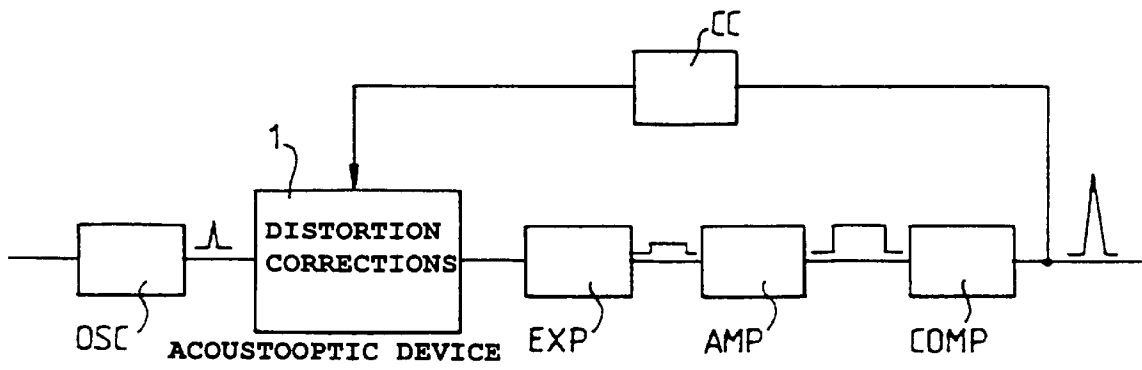 CC
1
DISTORTION
CORRECTIONS
OSC
ACOUSTOOPTIC DEVICE
EXP
AMP
COMP